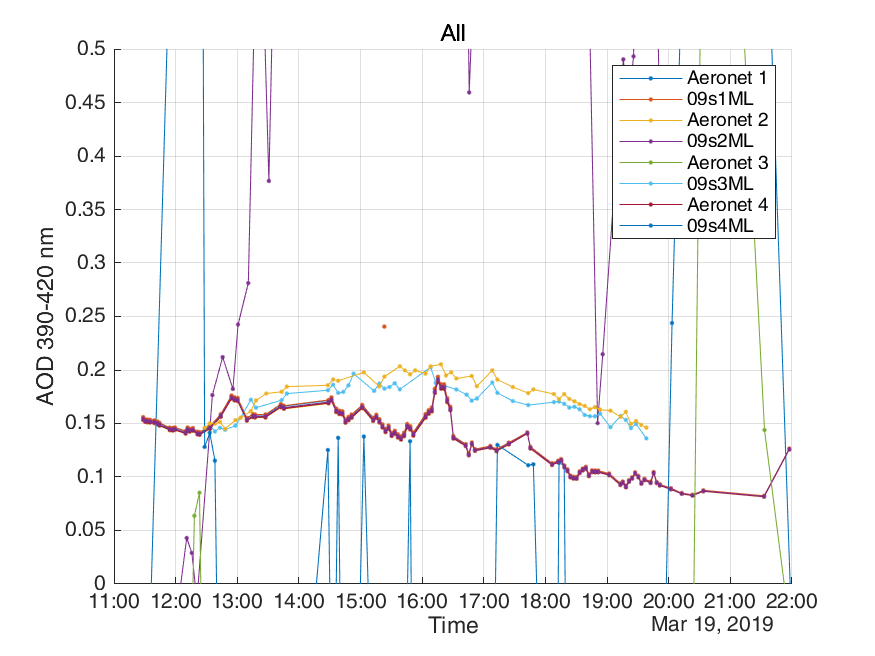 All
0.5
0.45
0.4
0.35
0.3
0.25
0.2
0.15
0.1
0.05
0
AOD 390-420 nm
Aeronet 1
09s1ML
Aeronet 2
09s2ML
Aeronet 3
09s3ML
Aeronet 4
09s4ML
11:00 12:00 13:00 14:00 15:00 16:00 17:00 18:00 19:00 20:00 21:00 22:00
Time
Mar 19, 2019